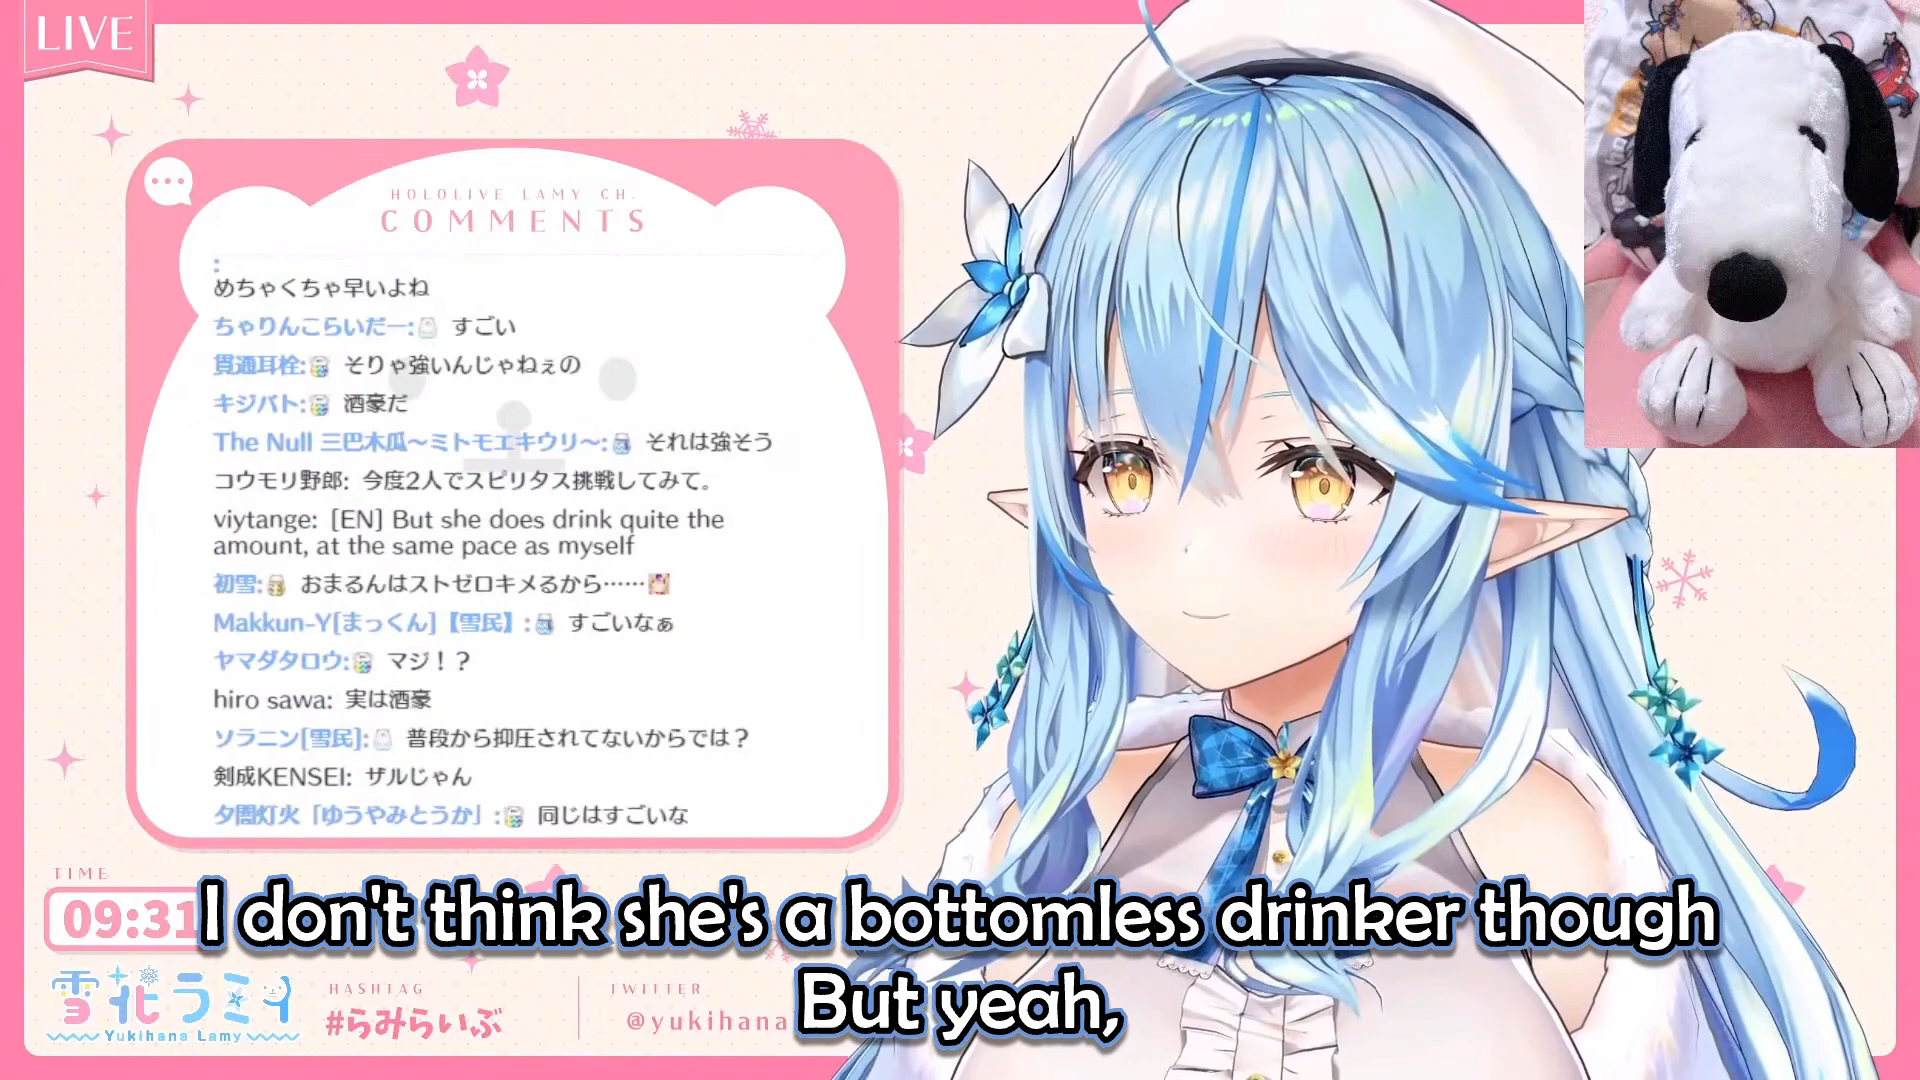 LIVE
HOLOLIVE LAMY CH.
COMMENTS
めちゃくちゃ早いよね
ちゃりんこらいだー: すごい
貫通耳栓: そりゃ強いんじゃねぇの
キジバト: 酒豪だ
The Null 三巴木瓜〜ミトモエキウリ〜: それは強そう
コウモリ野郎: 今度2人でスピリタス挑戦してみて。
viytange: [EN] But she does drink quite the
amount, at the same pace as myself
初雪: おまるんはストゼロキメるから……
Makkun-Y[まっくん]【雪民】: すごいなぁ
ヤマダタロウ: マジ！？
hiro sawa: 実は酒豪
ソラニン[雪民]: 普段から抑圧されてないからでは？
剣成KENSEI: ザルじゃん
夕闇灯火「ゆうやみとうか」: 同じはすごいな
TIME
09:31
I don't think she's a bottomless drinker though
But yeah,
雪花ラミィ
Yukihana Lamy
HASHTAG
#らみらいぶ
TWITTER
@yukihana